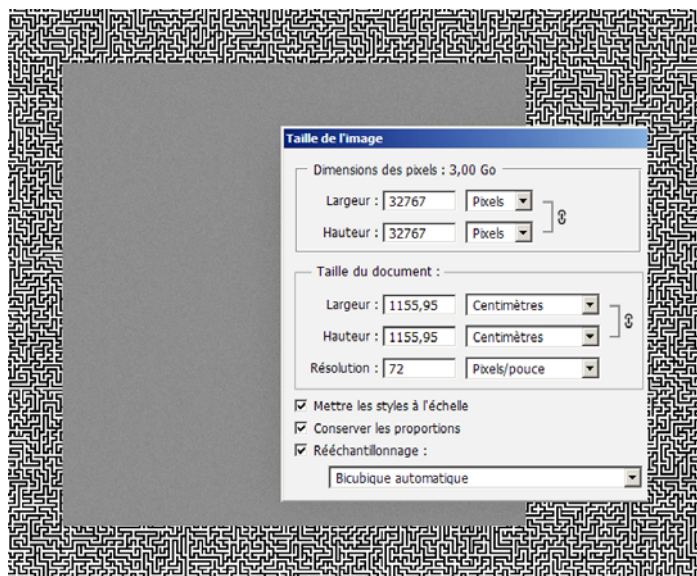 Taille de l'image
Dimensions des pixels : 3,00 Go
Largeur : 32767 Pixels
Hauteur : 32767 Pixels
Taille du document :
Largeur : 1155,95 Centimètres
Hauteur : 1155,95 Centimètres
Résolution : 72 Pixels/pouce
Mettre les styles à l'échelle
Conserver les proportions
Rééchantillonnage :
Bicubique automatique